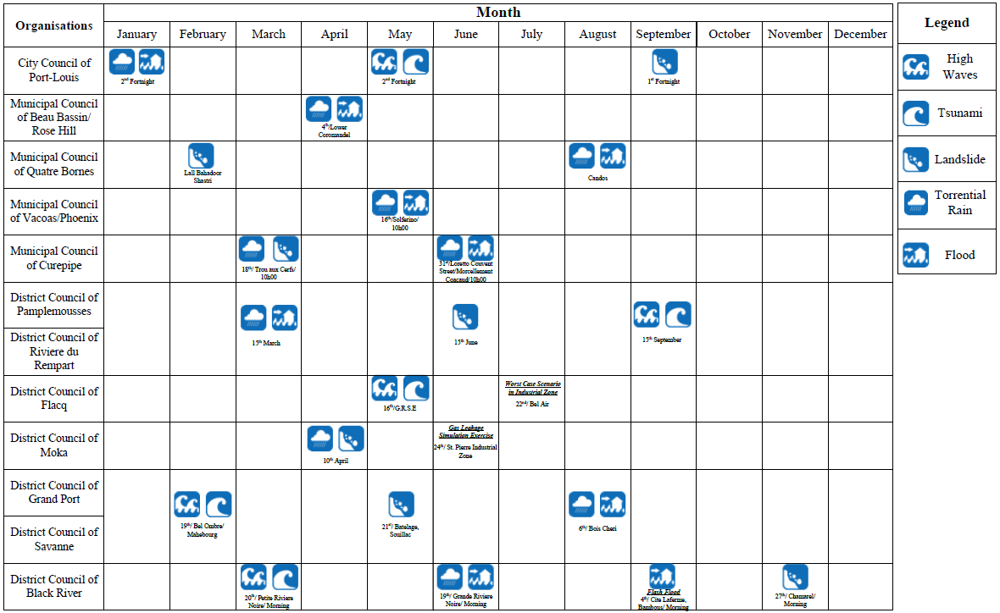 Organisations
Month
January February March April May June July August September October November December
Legend
High
Waves
Tsunami
Landslide
Torrential
Rain
Flood
City Council of
Port-Louis
2nd Fortnight
2nd Fortnight
1st Fortnight
Municipal Council
of Beau Bassin/
Rose Hill
4th/Lower
Coromandel
Municipal Council
of Quatre Bornes
Lall Bahadoor
Shastri
Candos
Municipal Council
of Vacoas/Phoenix
16th/Solferino/
10h00
Municipal Council
of Curepipe
18th/ Trou aux Cerfs/
10h00
31st/Loretto Convent
Street/Morcellement
Coacaud/10h00
District Council of
Pamplemousses
District Council of
Riviere du
Rempart
15th March
15th June
15th September
District Council of
Flacq
16th/G.R.S.E
Worst Case Scenario
in Industrial Zone
22nd/ Bel Air
District Council of
Moka
10th April
Gas Leakage
Simulation Exercise
24th/ St. Pierre Industrial
Zone
District Council of
Grand Port
District Council of
Savanne
19th/ Bel Ombre/
Mahebourg
21st/ Batelage,
Souillac
6th/ Bois Cheri
District Council of
Black River
20th/ Petite Riviere
Noire/ Morning
19th/ Grande Riviere
Noire/ Morning
Flash Flood
4th/ Cite Laferme,
Bambous/ Morning
27th/ Chamarel/
Morning